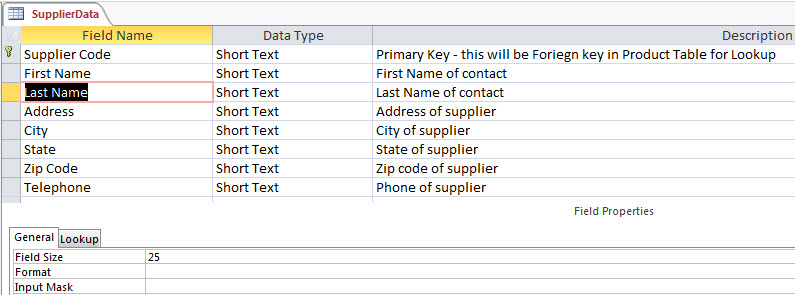 SupplierData
Field Name Data Type Description
Supplier Code Short Text Primary Key - this will be Foriegn key in Product Table for Lookup
First Name Short Text First Name of contact
Last Name Short Text Last Name of contact
Address Short Text Address of supplier
City Short Text City of supplier
State Short Text State of supplier
Zip Code Short Text Zip code of supplier
Telephone Short Text Phone of supplier
Field Properties
General Lookup
Field Size 25
Format
Input Mask